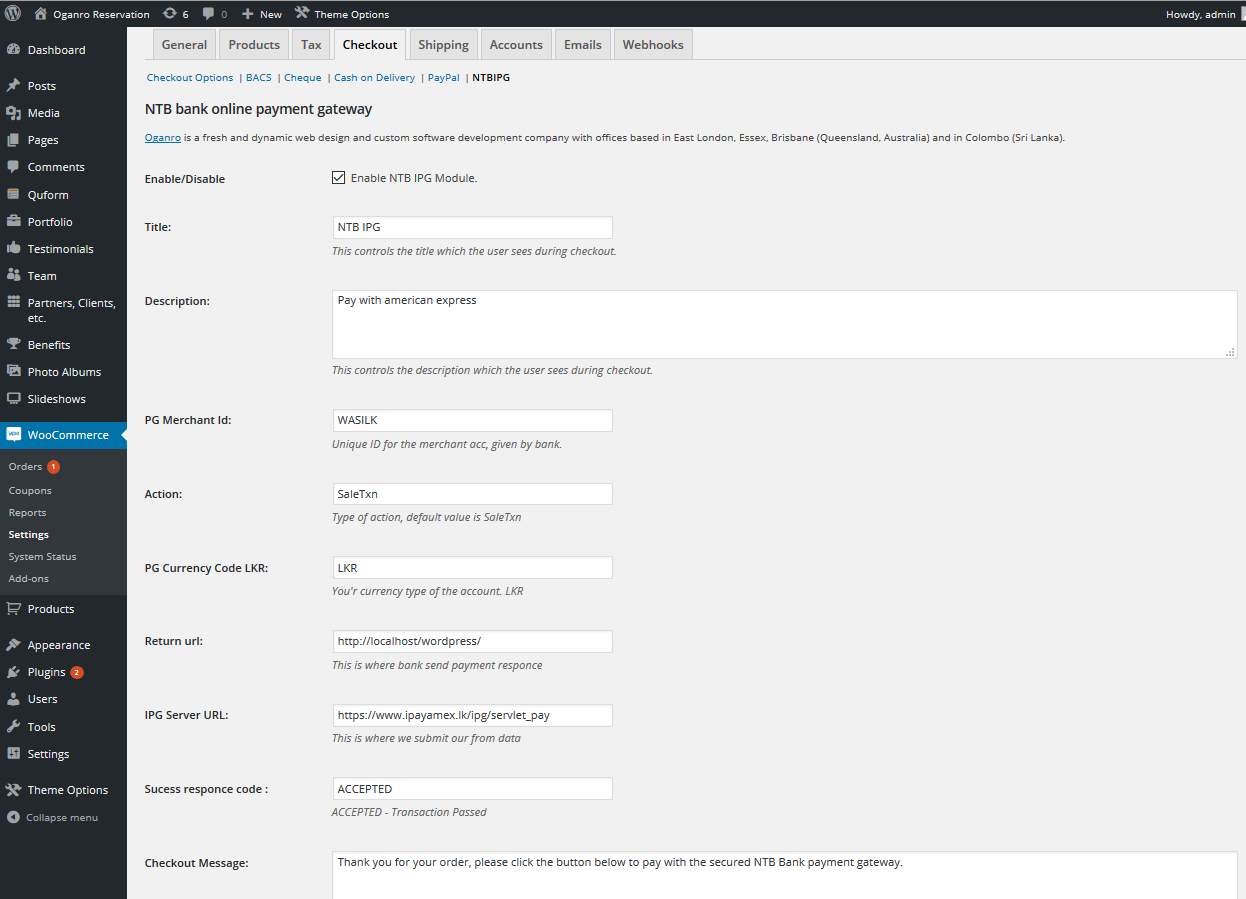 Oganro Reservation 6 0 New Theme Options Howdy, admin
Dashboard
Posts
Media
Pages
Comments
Quform
Portfolio
Testimonials
Team
Partners, Clients,
etc.
Benefits
Photo Albums
Slideshows
WooCommerce
Orders 1
Coupons
Reports
Settings
System Status
Add-ons
Products
Appearance
Plugins 2
Users
Tools
Settings
Theme Options
Collapse menu
General Products Tax Checkout Shipping Accounts Emails Webhooks
Checkout Options | BACS | Cheque | Cash on Delivery | PayPal | NTBIPG
NTB bank online payment gateway
Oganro is a fresh and dynamic web design and custom software development company with offices based in East London, Essex, Brisbane (Queensland, Australia) and in Colombo (Sri Lanka).
Enable/Disable Enable NTB IPG Module.
Title: NTB IPG
This controls the title which the user sees during checkout.
Description: Pay with american express
This controls the description which the user sees during checkout.
PG Merchant Id: WASILK
Unique ID for the merchant acc, given by bank.
Action: SaleTxn
Type of action, default value is SaleTxn
PG Currency Code LKR: LKR
You'r currency type of the account. LKR
Return url: http://localhost/wordpress/
This is where bank send payment responce
IPG Server URL: https://www.ipayamex.lk/ipg/servlet_pay
This is where we submit our from data
Sucess responce code : ACCEPTED
ACCEPTED - Transaction Passed
Checkout Message: Thank you for your order, please click the button below to pay with the secured NTB Bank payment gateway.